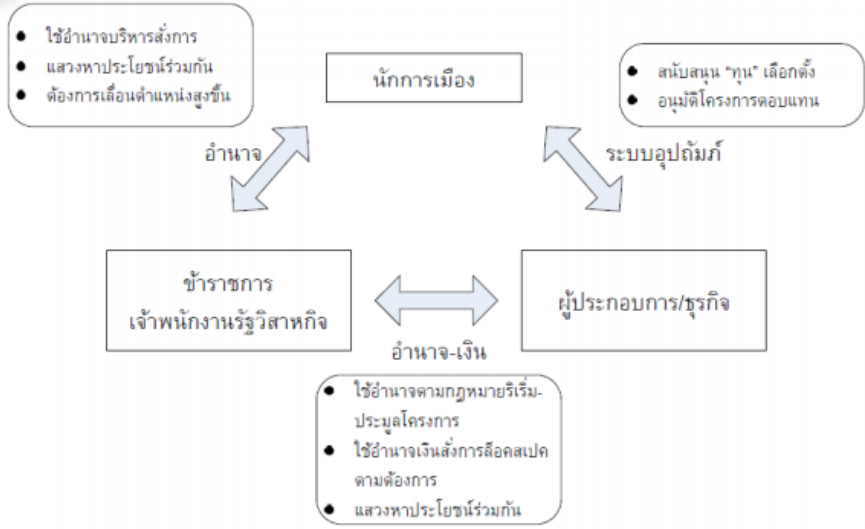 ● ใช้อำนาจบริหารสั่งการ
● แสวงหาประโยชน์ร่วมกัน
● ต้องการเลื่อนตำแหน่งสูงขึ้น
นักการเมือง
● สนับสนุน “ทุน” เลือกตั้ง
● อนุมัติโครงการตอบแทน
อำนาจ
ระบบอุปถัมภ์
ข้าราชการ
เจ้าพนักงานรัฐวิสาหกิจ
ผู้ประกอบการ/ธุรกิจ
อำนาจ-เงิน
● ใช้อำนาจตามกฎหมายริเริ่ม-
ประมูลโครงการ
● ใช้อำนาจเงินสั่งการล็อคสเปค
ตามต้องการ
● แสวงหาประโยชน์ร่วมกัน